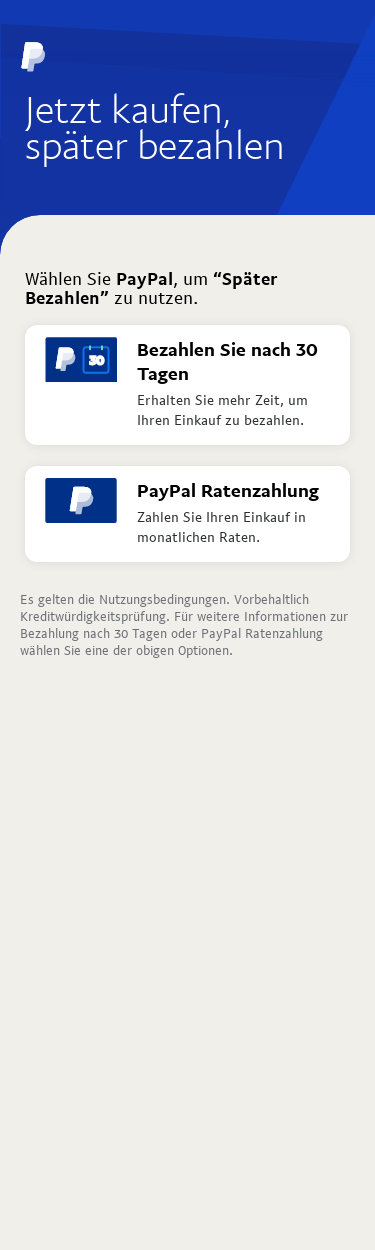 Jetzt kaufen,
später bezahlen
Wählen Sie PayPal, um “Später
Bezahlen” zu nutzen.
30
Bezahlen Sie nach 30
Tagen
Erhalten Sie mehr Zeit, um
Ihren Einkauf zu bezahlen.
PayPal Ratenzahlung
Zahlen Sie Ihren Einkauf in
monatlichen Raten.
Es gelten die Nutzungsbedingungen. Vorbehaltlich
Kreditwürdigkeitsprüfung. Für weitere Informationen zur
Bezahlung nach 30 Tagen oder PayPal Ratenzahlung
wählen Sie eine der obigen Optionen.